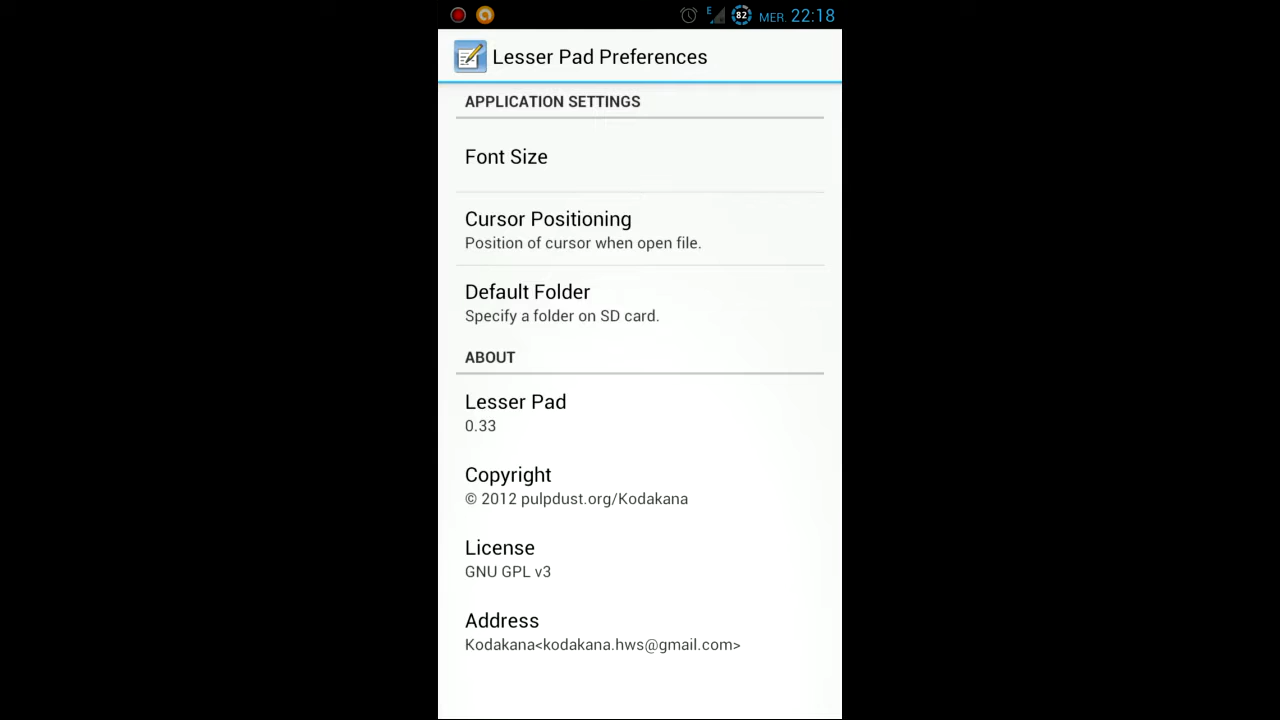 E 82 MER. 22:18
Lesser Pad Preferences
APPLICATION SETTINGS
Font Size
Cursor Positioning
Position of cursor when open file.
Default Folder
Specify a folder on SD card.
ABOUT
Lesser Pad
0.33
Copyright
© 2012 pulpdust.org/Kodakana
License
GNU GPL v3
Address
Kodakana<kodakana.hws@gmail.com>